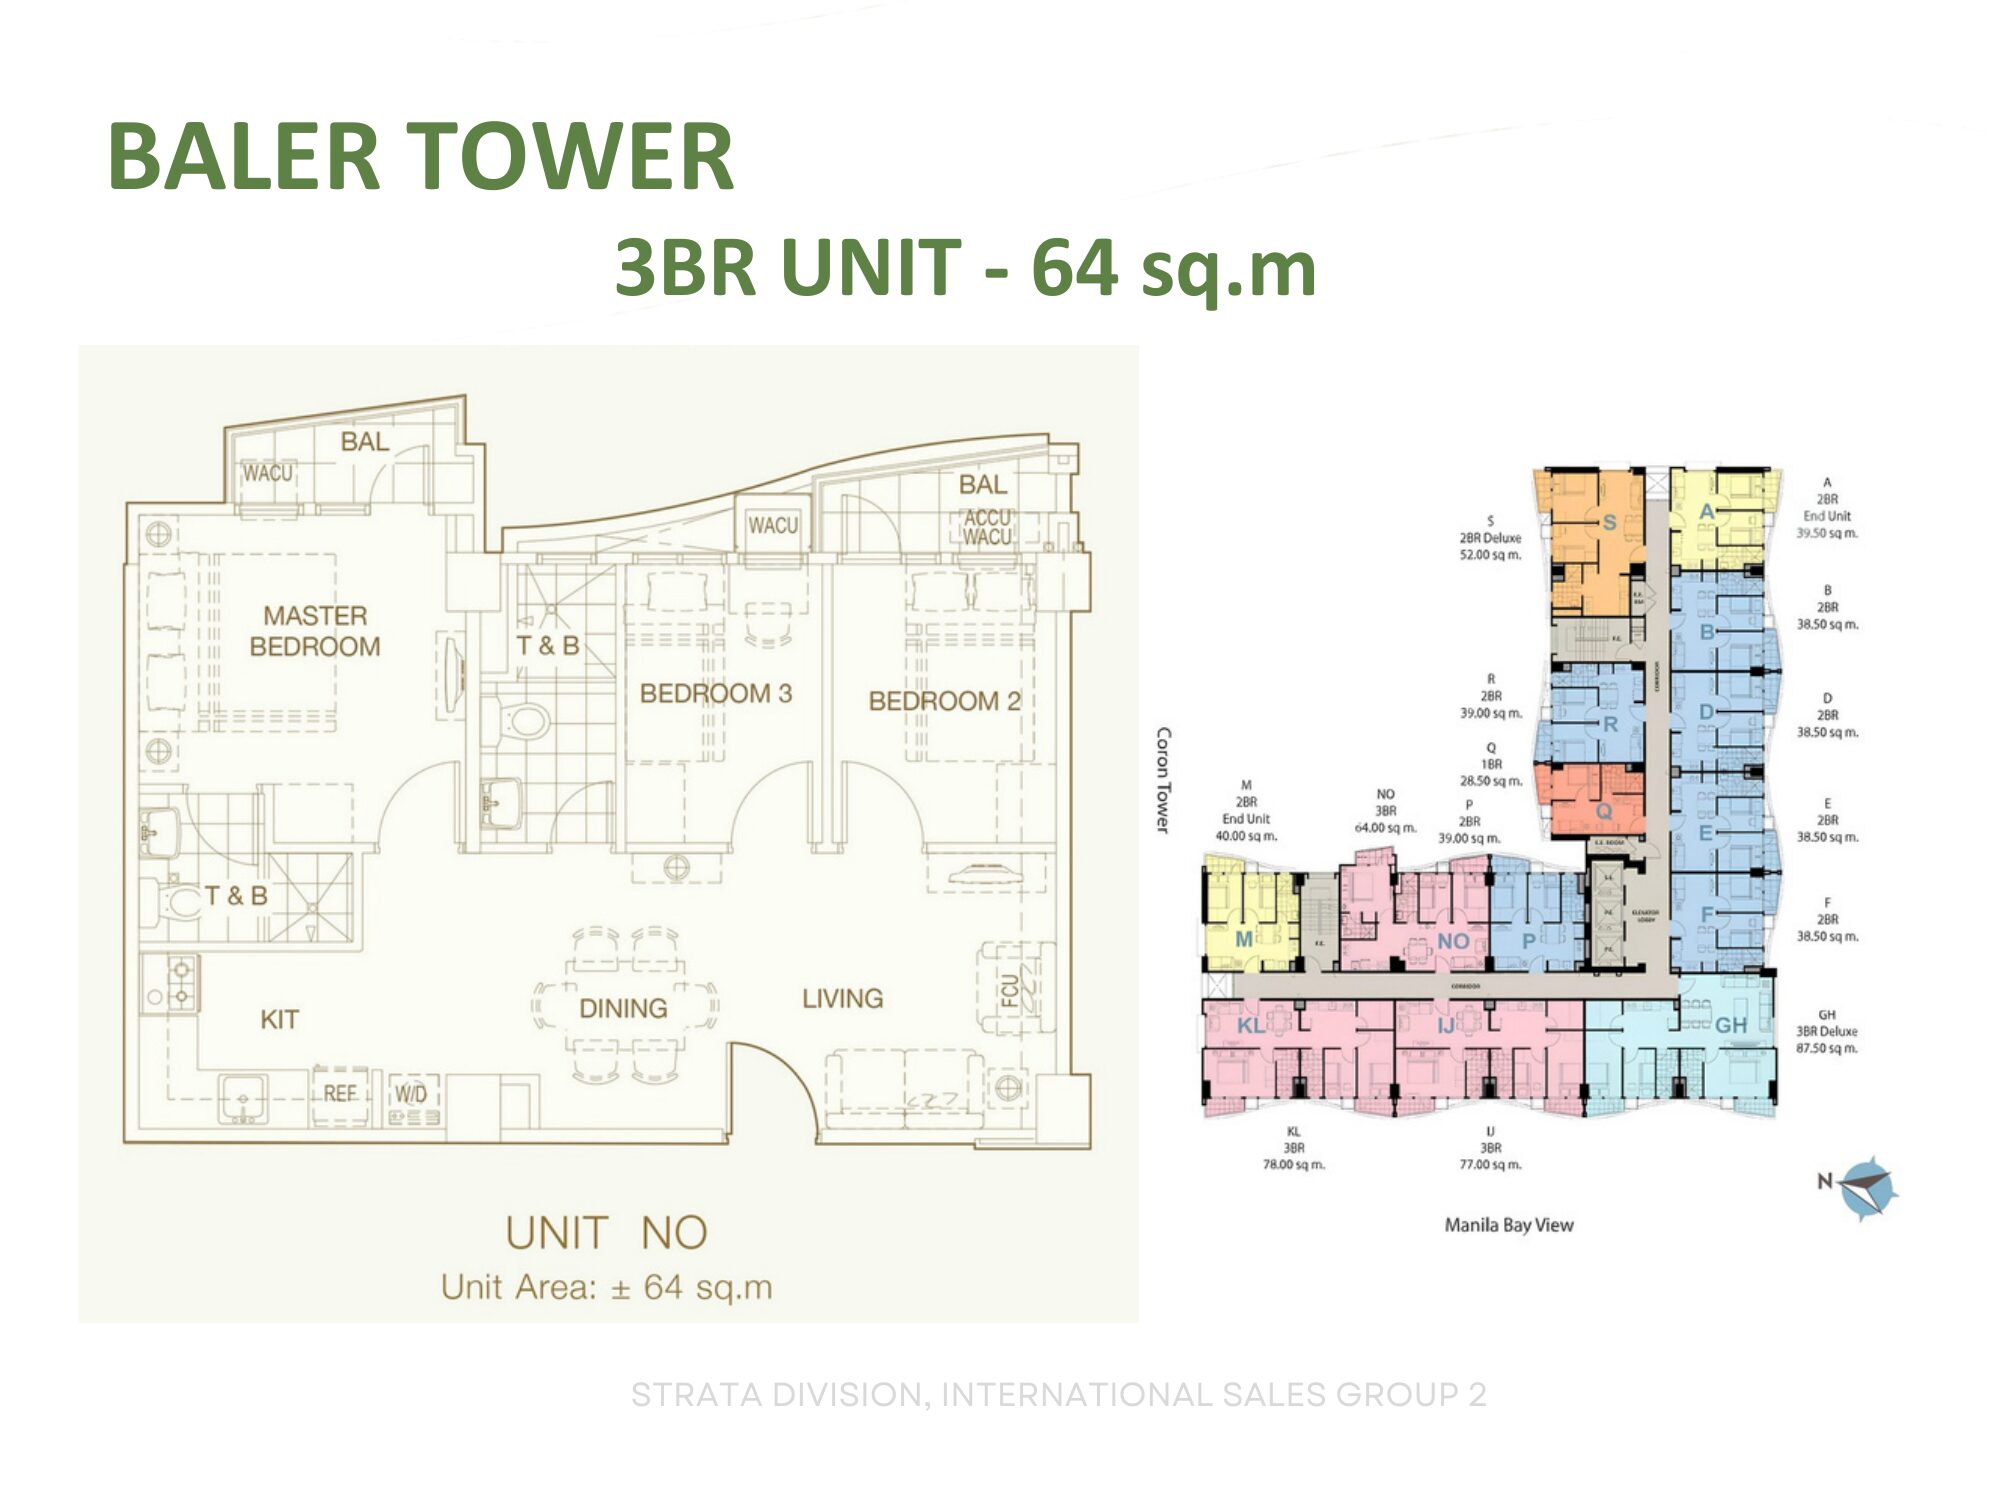 BALER TOWER
3BR UNIT - 64 sq.m
BAL
WACU
BAL
WACU
ACCU
WACU
MASTER
BEDROOM
T & B
BEDROOM 3
BEDROOM 2
T & B
KIT
DINING
LIVING
FCU
REF
W/D
UNIT NO
Unit Area: ± 64 sq.m
S
2BR Deluxe
52.00 sq m.
R
2BR
39.00 sq m.
Q
1BR
28.50 sq m.
P
2BR
39.00 sq m.
NO
3BR
64.00 sq m.
M
2BR
End Unit
40.00 sq m.
Coron Tower
A
2BR
End Unit
39.50 sq m.
B
2BR
38.50 sq m.
D
2BR
38.50 sq m.
E
2BR
38.50 sq m.
F
2BR
38.50 sq m.
GH
3BR Deluxe
87.50 sq m.
S
A
B
R
D
Q
E
F
M
NO
P
KL
IJ
GH
CORRIDOR
E.E. ROOM
ELEVATOR
LOBBY
F.E.
F.E.
CORRIDOR
KL
3BR
78.00 sq m.
IJ
3BR
77.00 sq m.
N
Manila Bay View
STRATA DIVISION, INTERNATIONAL SALES GROUP 2